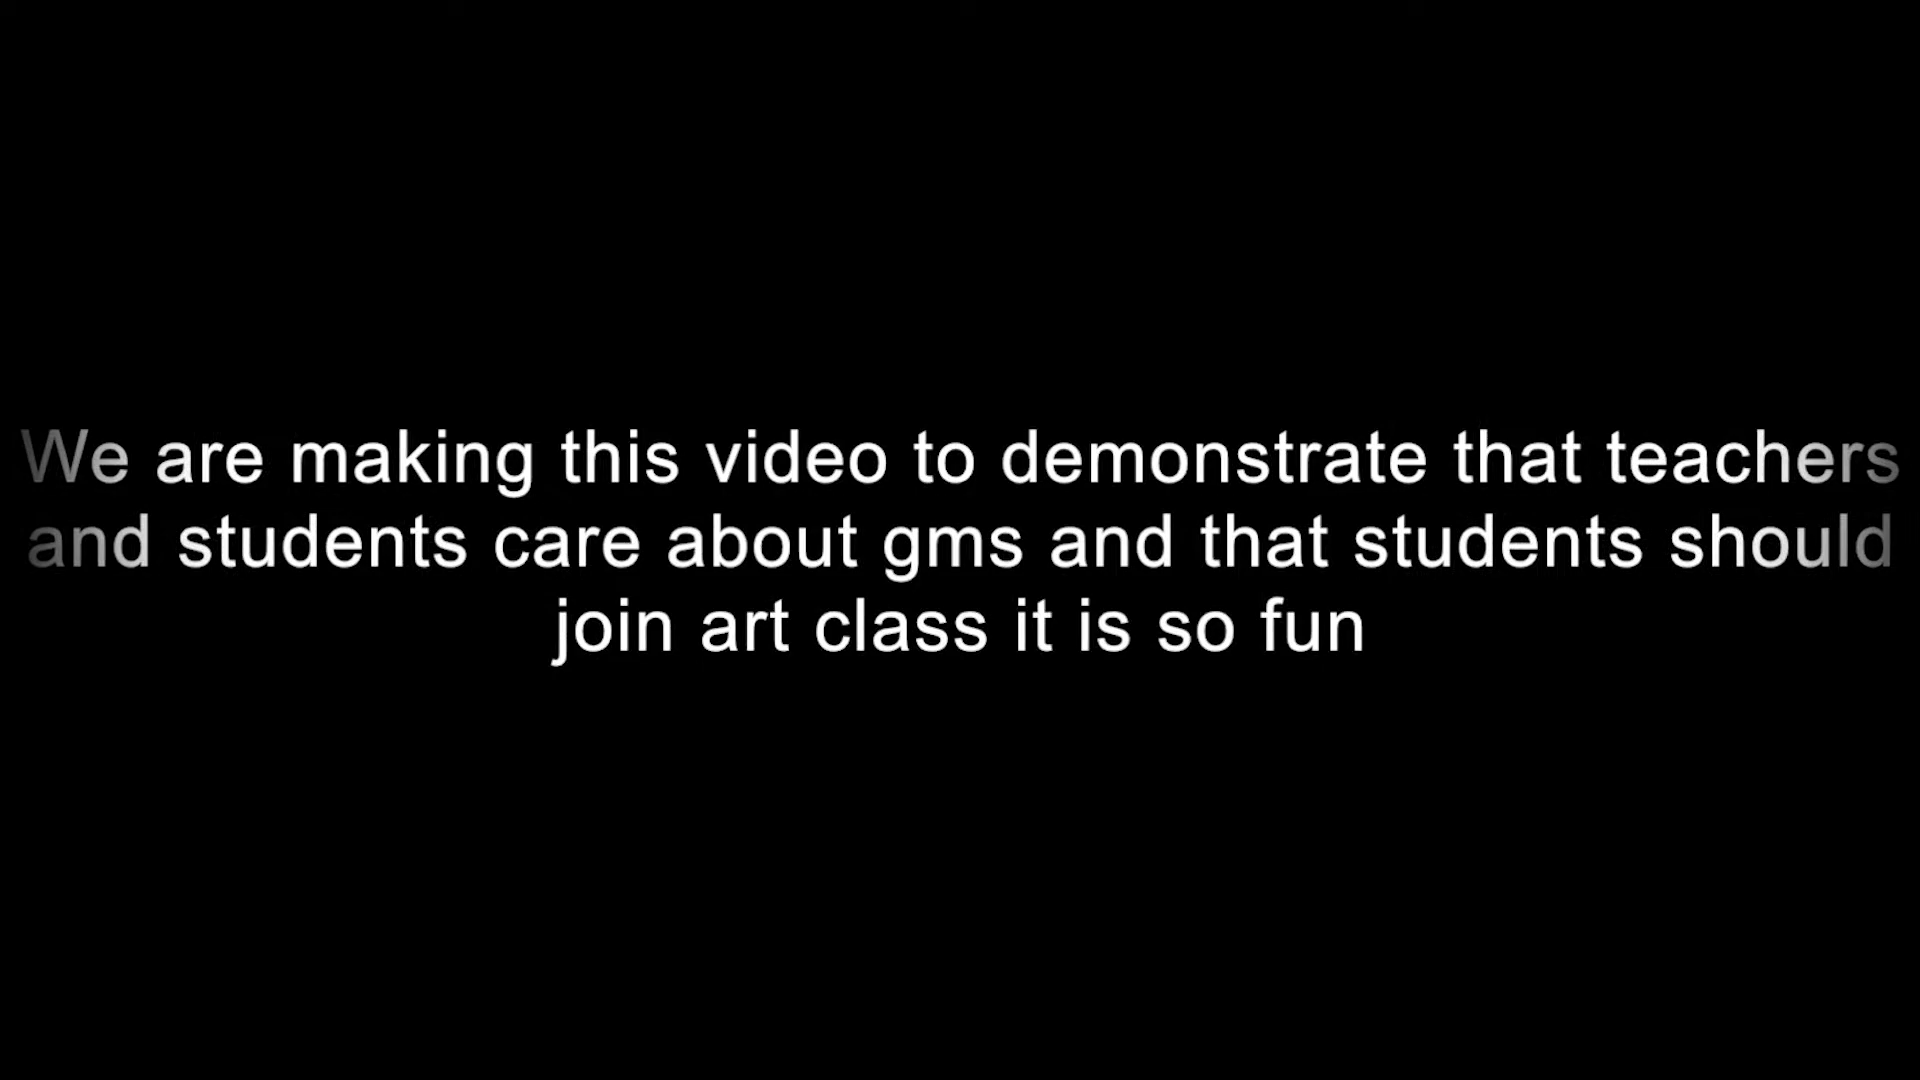 We are making this video to demonstrate that teachers
and students care about gms and that students should
join art class it is so fun